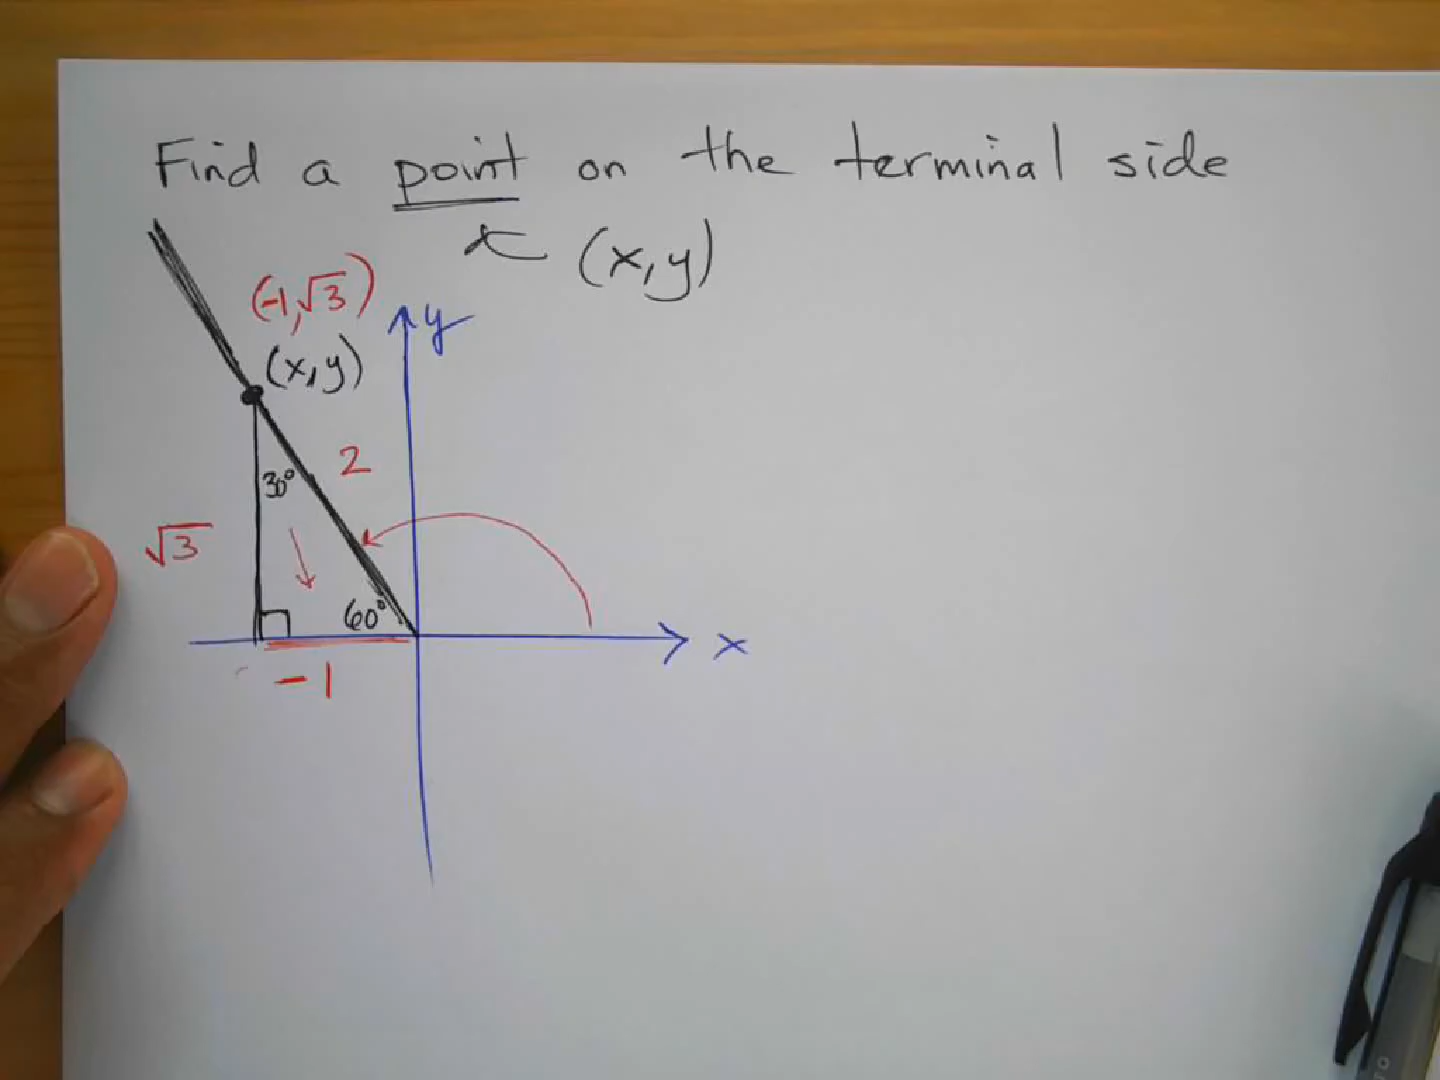 Find a point on the terminal side
(x,y)
(-1,√3)
y
(x,y)
2
30°
√3
60°
x
-1